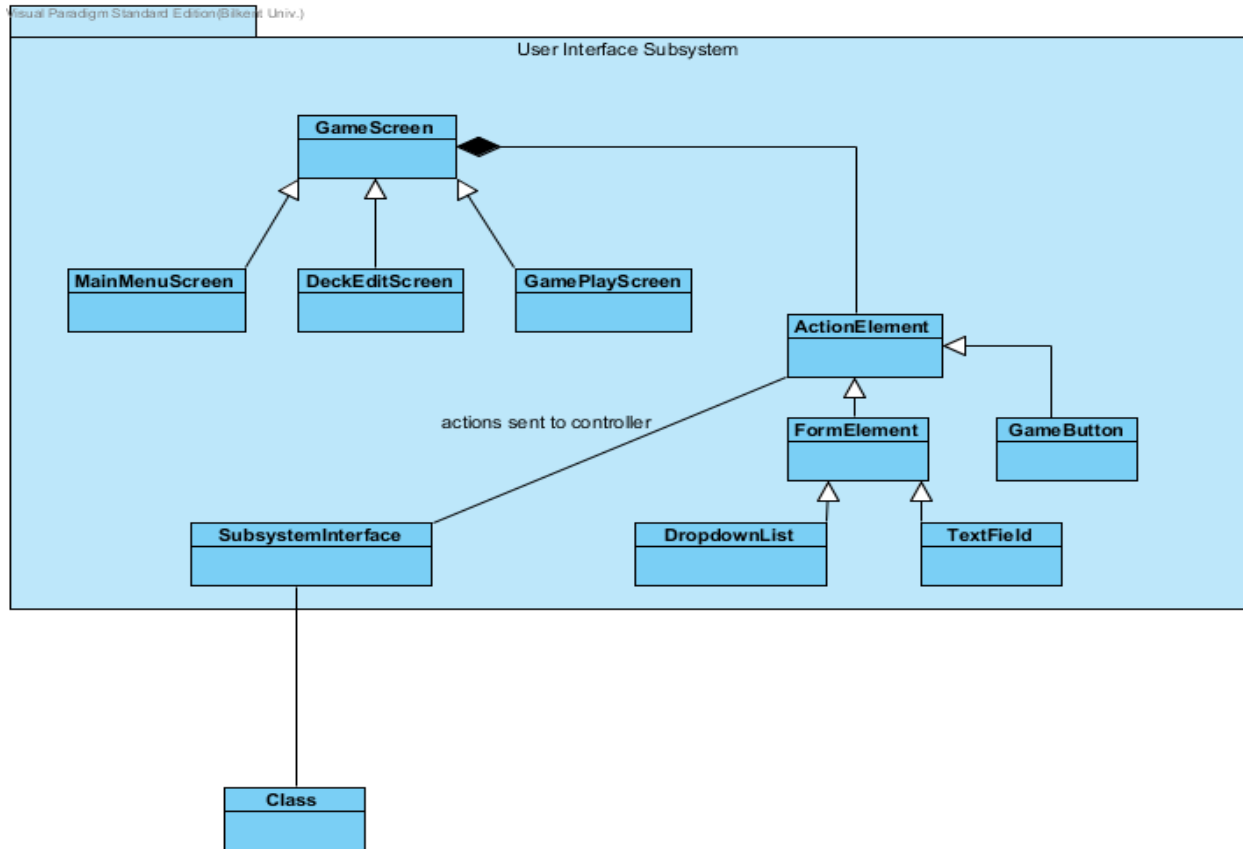 Visual Paradigm Standard Edition(Bilkent Univ.)
User Interface Subsystem
GameScreen
MainMenuScreen
DeckEditScreen
GamePlayScreen
ActionElement
actions sent to controller
FormElement
GameButton
SubsystemInterface
DropdownList
TextField
Class